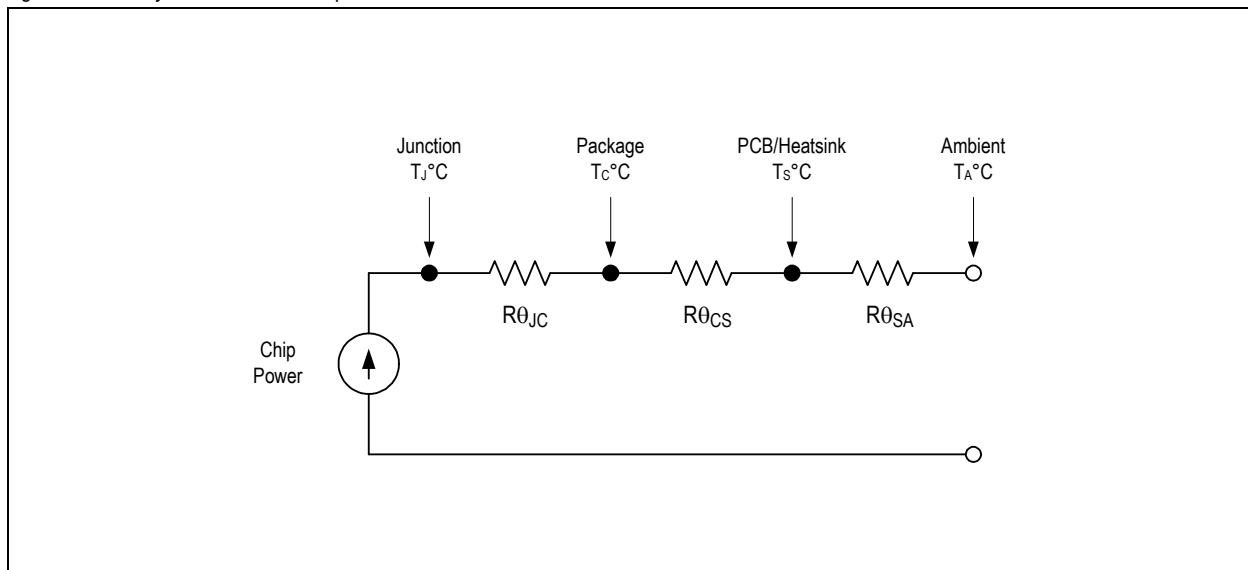 Junction
TJ°C
Package
TC°C
PCB/Heatsink
TS°C
Ambient
TA°C
RθJC
RθCS
RθSA
Chip
Power